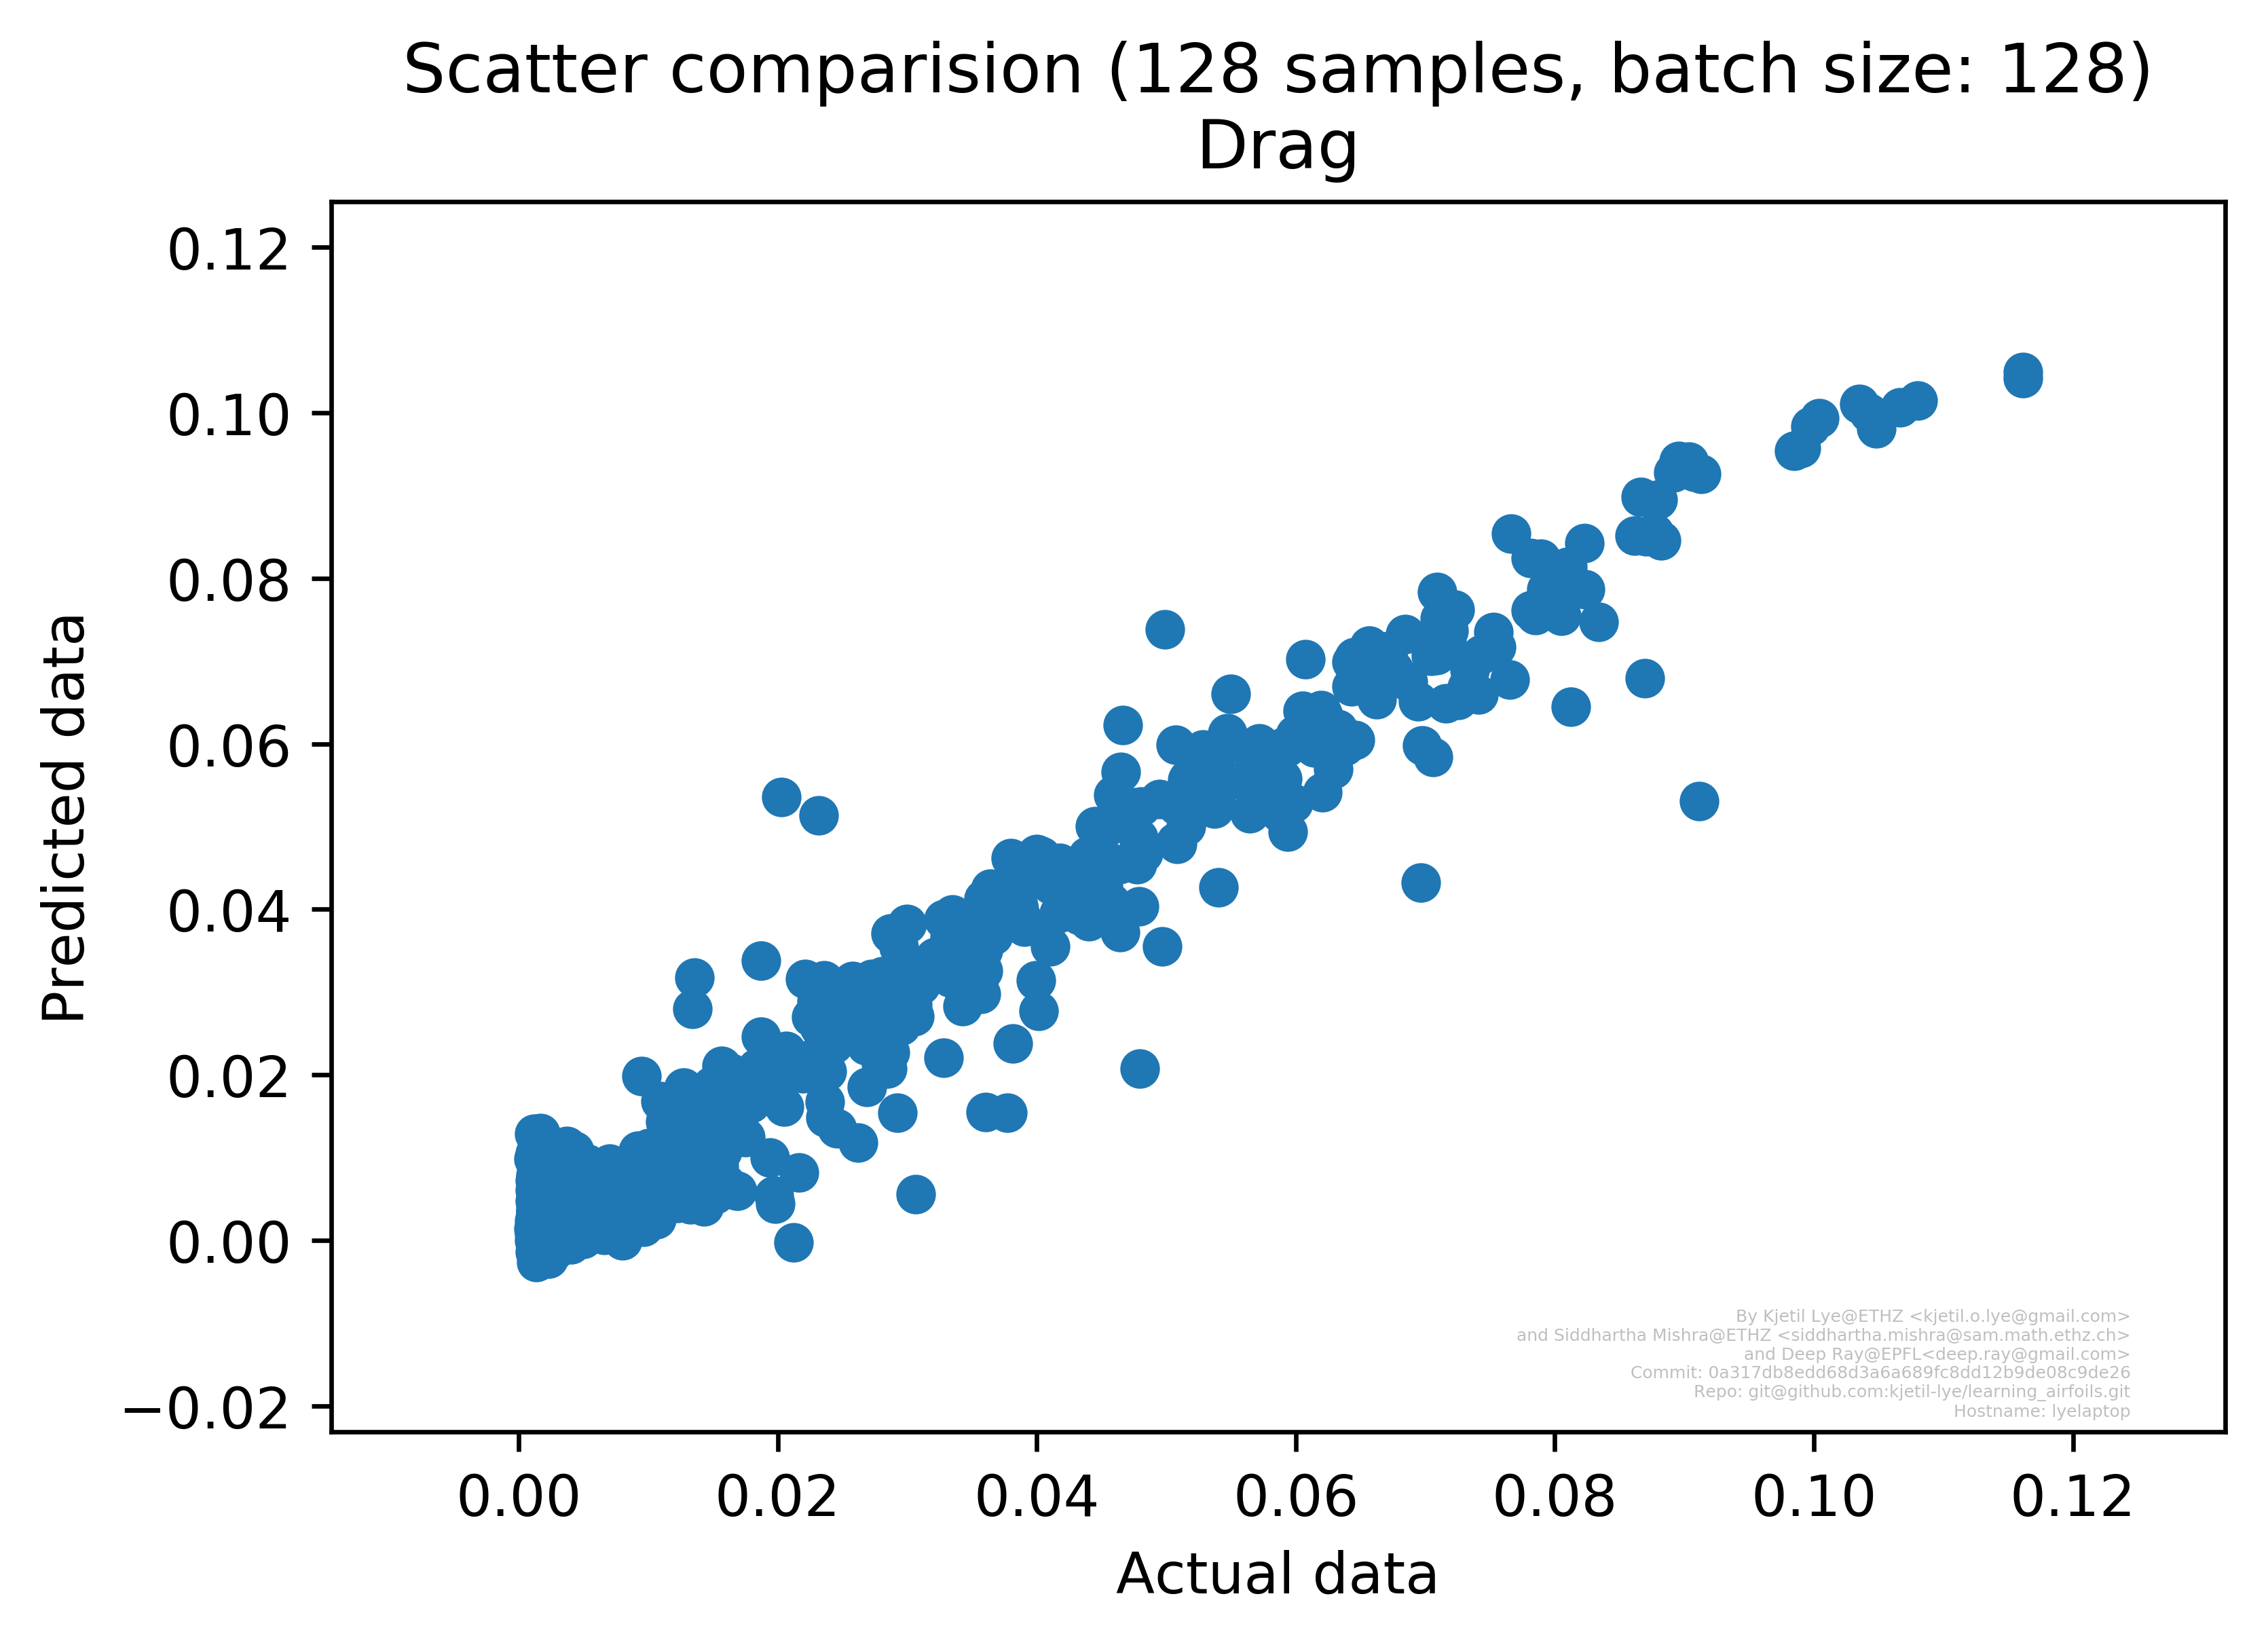 Scatter comparision (128 samples, batch size: 128)
Drag
0.12
0.10
0.08
0.06
0.04
0.02
0.00
−0.02
Predicted data
By Kjetil Lye@ETHZ <kjetil.o.lye@gmail.com>
and Siddhartha Mishra@ETHZ <siddhartha.mishra@sam.math.ethz.ch>
and Deep Ray@EPFL<deep.ray@gmail.com>
Commit: 0a317db8edd68d3a6a689fc8dd12b9de08c9de26
Repo: git@github.com:kjetil-lye/learning_airfoils.git
Hostname: lyelaptop
0.00 0.02 0.04 0.06 0.08 0.10 0.12
Actual data